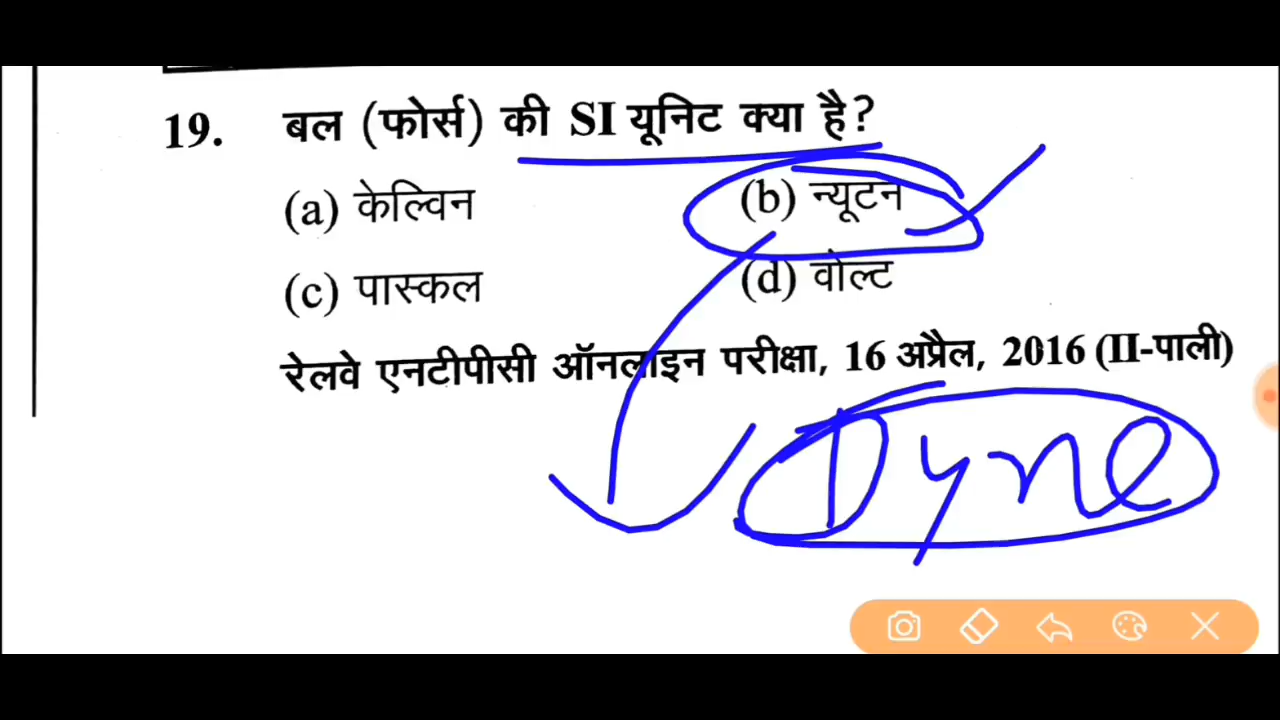 19. बल (फोर्स) की SI यूनिट क्या है?
(a) केल्विन (b) न्यूटन
(c) पास्कल (d) वोल्ट
रेलवे एनटीपीसी ऑनलाइन परीक्षा, 16 अप्रैल, 2016 (II-पाली)
Dyne